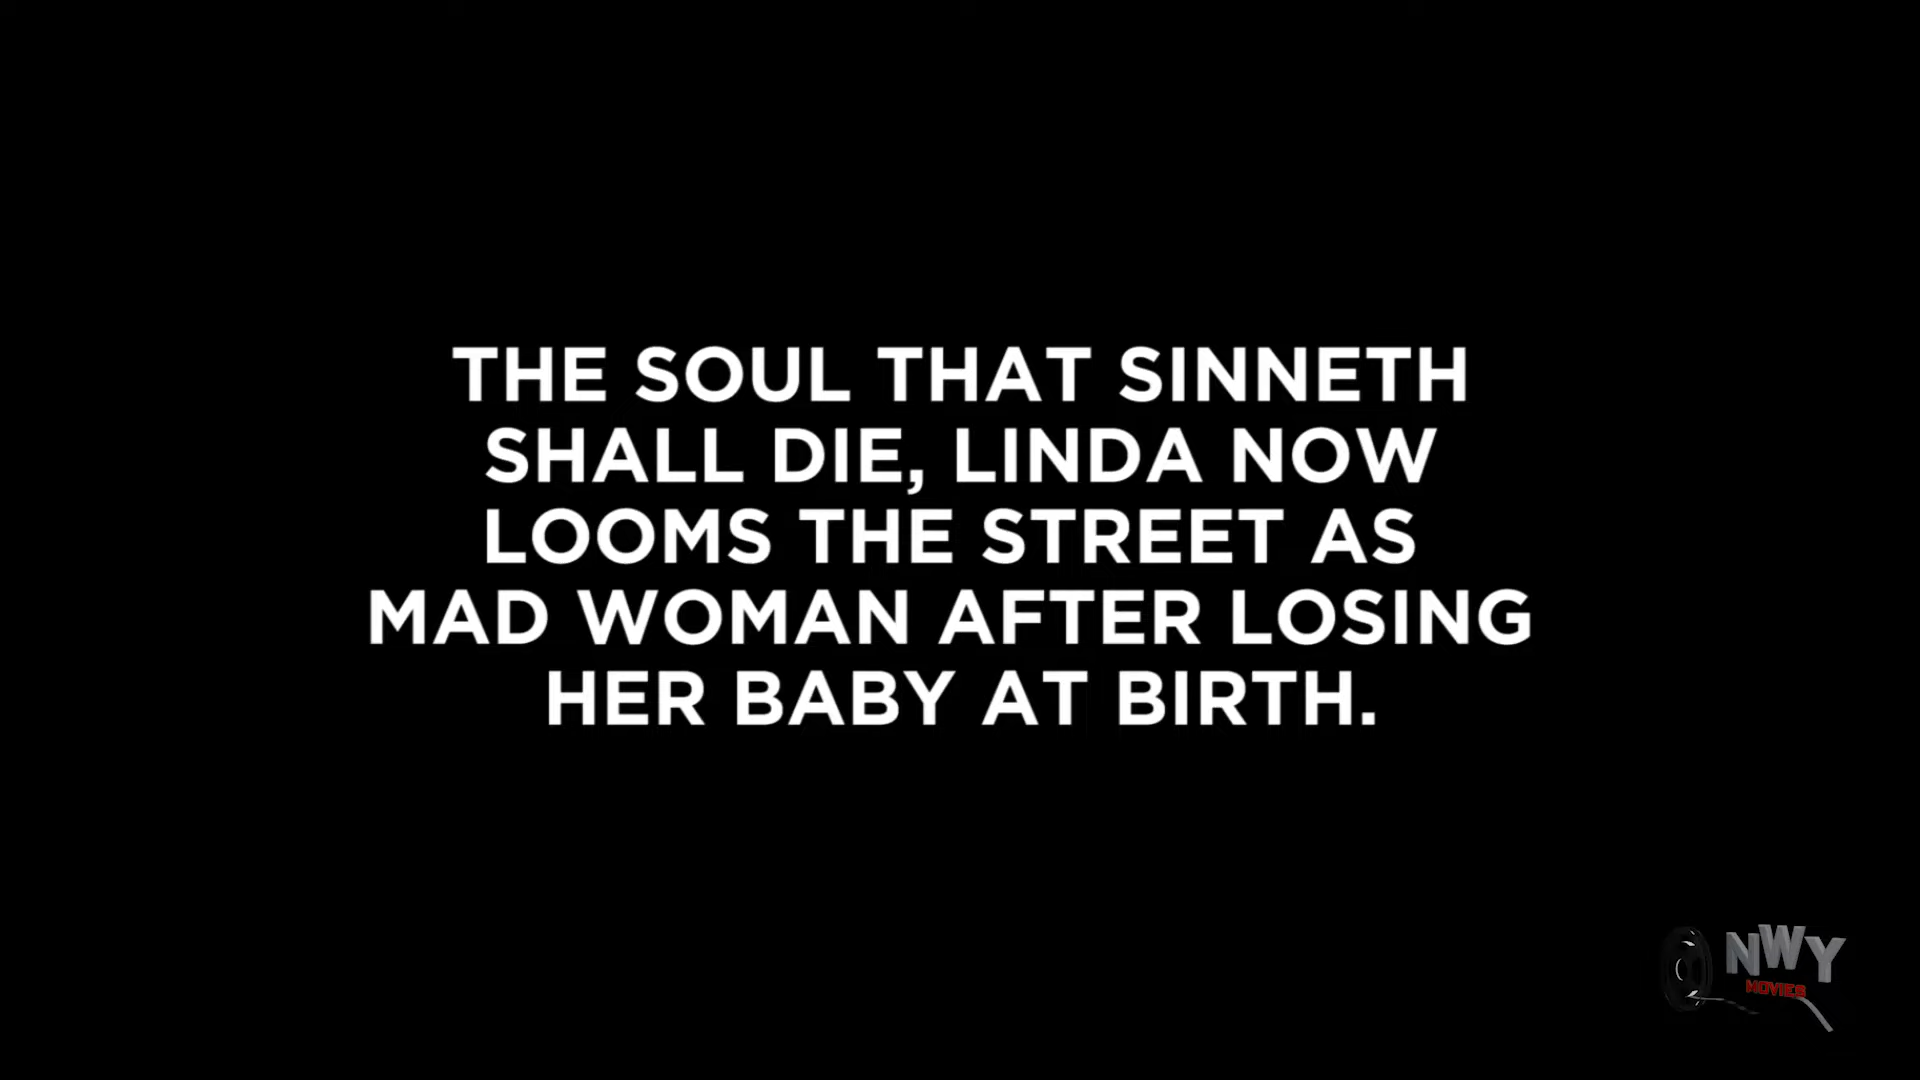 THE SOUL THAT SINNETH
SHALL DIE, LINDA NOW
LOOMS THE STREET AS
MAD WOMAN AFTER LOSING
HER BABY AT BIRTH.
NWY
MOVIES